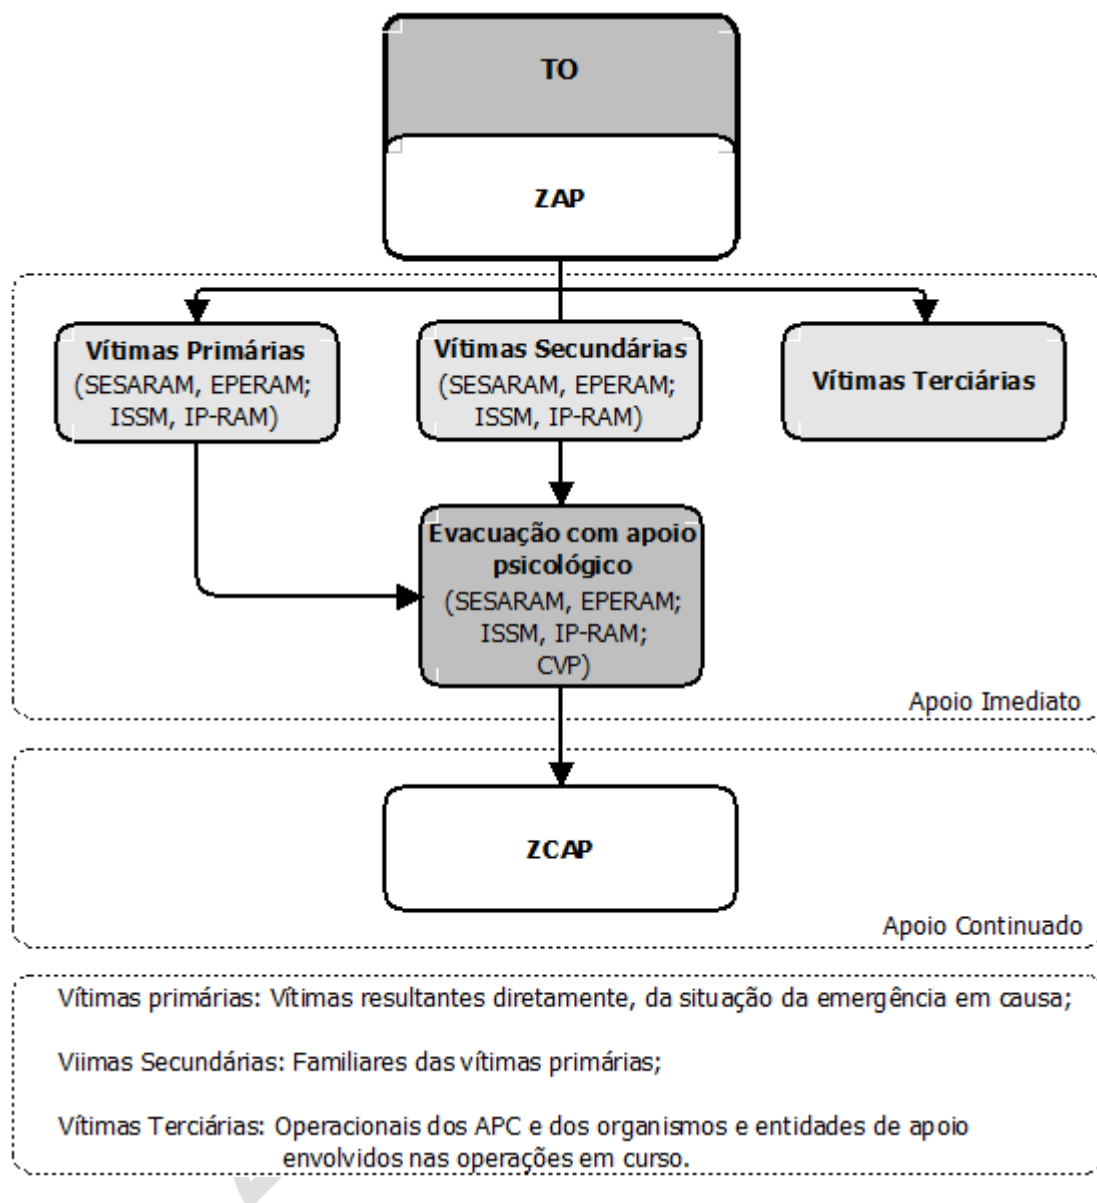 TO
ZAP
Vítimas Primárias
(SESARAM, EPERAM;
ISSM, IP-RAM)
Vítimas Secundárias
(SESARAM, EPERAM;
ISSM, IP-RAM)
Vítimas Terciárias
Evacuação com apoio
psicológico
(SESARAM, EPERAM;
ISSM, IP-RAM;
CVP)
Apoio Imediato
ZCAP
Apoio Continuado
Vítimas primárias: Vítimas resultantes diretamente, da situação da emergência em causa;
Viimas Secundárias: Familiares das vítimas primárias;
Vítimas Terciárias: Operacionais dos APC e dos organismos e entidades de apoio
envolvidos nas operações em curso.